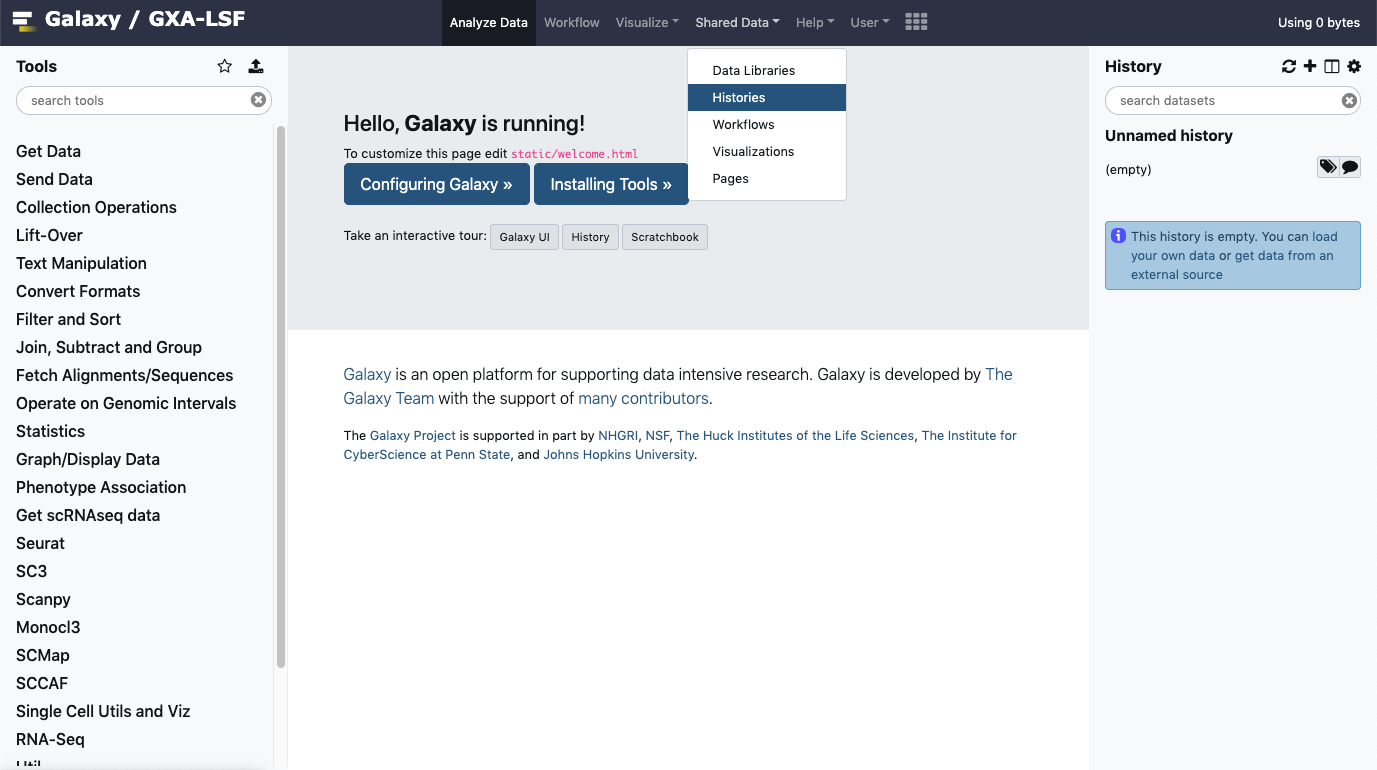 Galaxy / GXA-LSF
Analyze Data
Workflow
Visualize
Shared Data
Help
User
Using 0 bytes
Data Libraries
Histories
Workflows
Visualizations
Pages
Tools
search tools
Get Data
Send Data
Collection Operations
Lift-Over
Text Manipulation
Convert Formats
Filter and Sort
Join, Subtract and Group
Fetch Alignments/Sequences
Operate on Genomic Intervals
Statistics
Graph/Display Data
Phenotype Association
Get scRNAseq data
Seurat
SC3
Scanpy
Monocl3
SCMap
SCCAF
Single Cell Utils and Viz
RNA-Seq
Util
Hello, Galaxy is running!
To customize this page edit static/welcome.html
Configuring Galaxy »
Installing Tools »
Take an interactive tour:
Galaxy UI
History
Scratchbook
Galaxy is an open platform for supporting data intensive research. Galaxy is developed by The
Galaxy Team with the support of many contributors.
The Galaxy Project is supported in part by NHGRI, NSF, The Huck Institutes of the Life Sciences, The Institute for
CyberScience at Penn State, and Johns Hopkins University.
History
search datasets
Unnamed history
(empty)
This history is empty. You can load
your own data or get data from an
external source